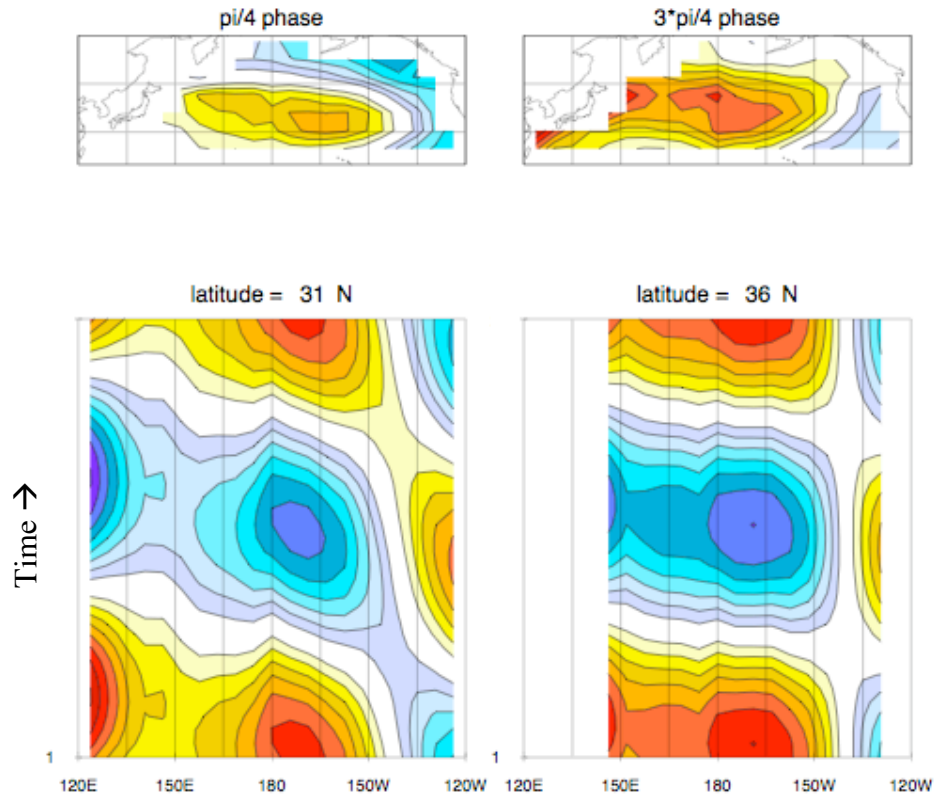 pi/4 phase
3*pi/4 phase
latitude = 31 N
latitude = 36 N
Time →
1
1
120E 150E 180 150W 120W
120E 150E 180 150W 120W